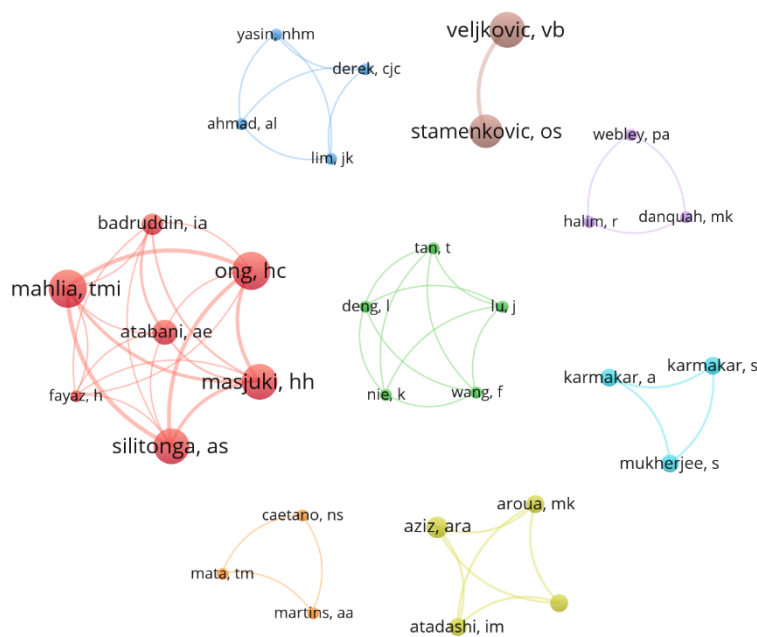 yasin, nhm
derek, cjc
ahmad, al
lim, jk
veljkovic, vb
stamenkovic, os
webley, pa
halim, r
danquah, mk
badruddin, ia
mahlia, tmi
ong, hc
atabani, ae
fayaz, h
masjuki, hh
silitonga, as
tan, t
deng, l
lu, j
nie, k
wang, f
karmakar, a
karmakar, s
mukherjee, s
caetano, ns
mata, tm
martins, aa
aroua, mk
aziz, ara
atadashi, im